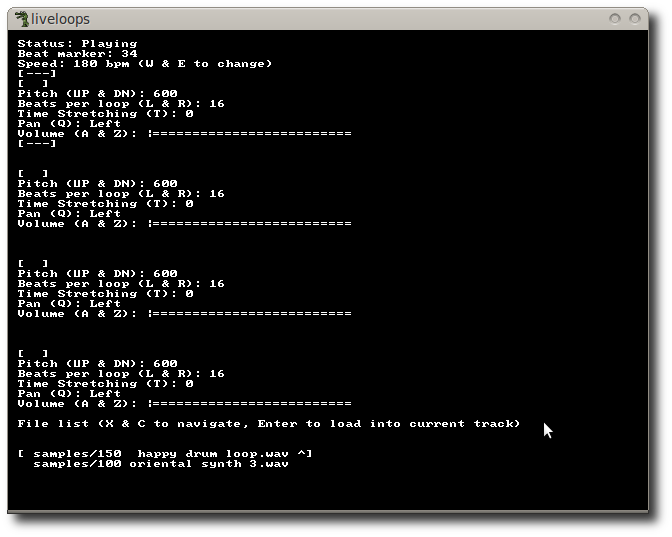 liveloops
Status: Playing
Beat marker: 34
Speed: 180 bpm (W & E to change)
[---]
[   ]
Pitch (UP & DN): 600
Beats per loop (L & R): 16
Time Stretching (T): 0
Pan (Q): Left
Volume (A & Z): |=========================
[---]
[   ]
Pitch (UP & DN): 600
Beats per loop (L & R): 16
Time Stretching (T): 0
Pan (Q): Left
Volume (A & Z): |=========================
[   ]
Pitch (UP & DN): 600
Beats per loop (L & R): 16
Time Stretching (T): 0
Pan (Q): Left
Volume (A & Z): |=========================
[   ]
Pitch (UP & DN): 600
Beats per loop (L & R): 16
Time Stretching (T): 0
Pan (Q): Left
Volume (A & Z): |=========================
File list (X & C to navigate, Enter to load into current track)
[ samples/150  happy drum loop.wav ^]
  samples/100 oriental synth 3.wav